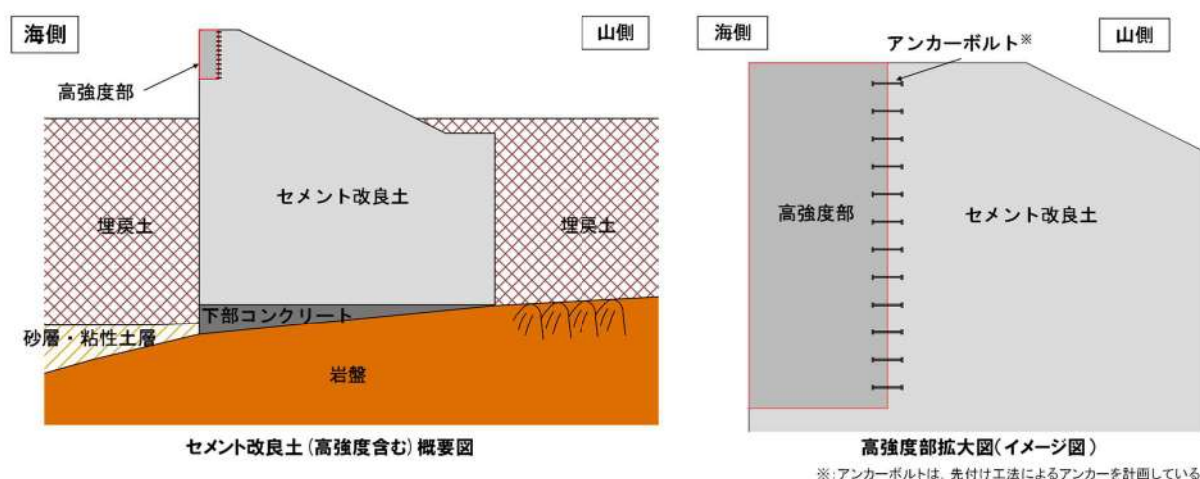 海側
山側
高強度部
セメント改良土
埋戻土
埋戻土
下部コンクリート
砂層・粘性土層
岩盤
セメント改良土(高強度含む)概要図
海側
アンカーボルト※
山側
高強度部
セメント改良土
高強度部拡大図(イメージ図)
※:アンカーボルトは、先付け工法によるアンカーを計画している